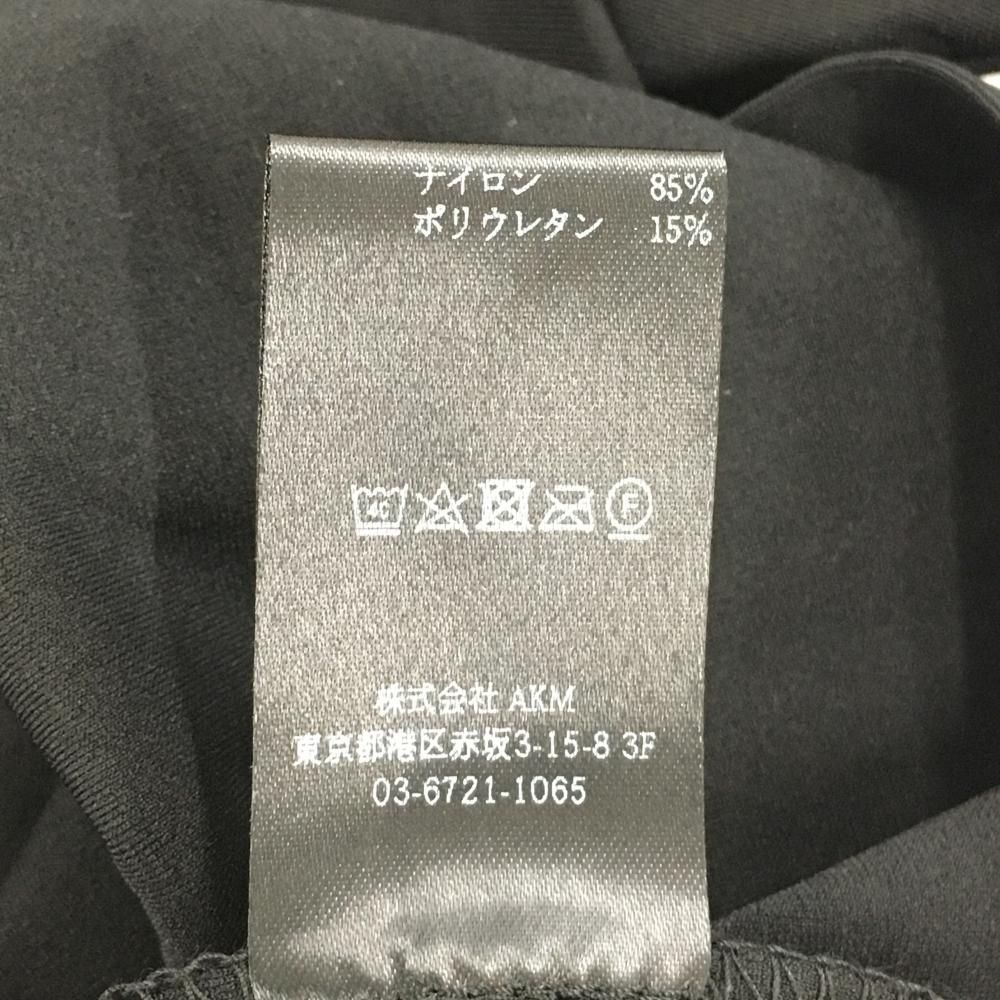 ナイロン 85%
ポリウレタン 15%
40 F
株式会社 AKM
東京都港区赤坂3-15-8 3F
03-6721-1065